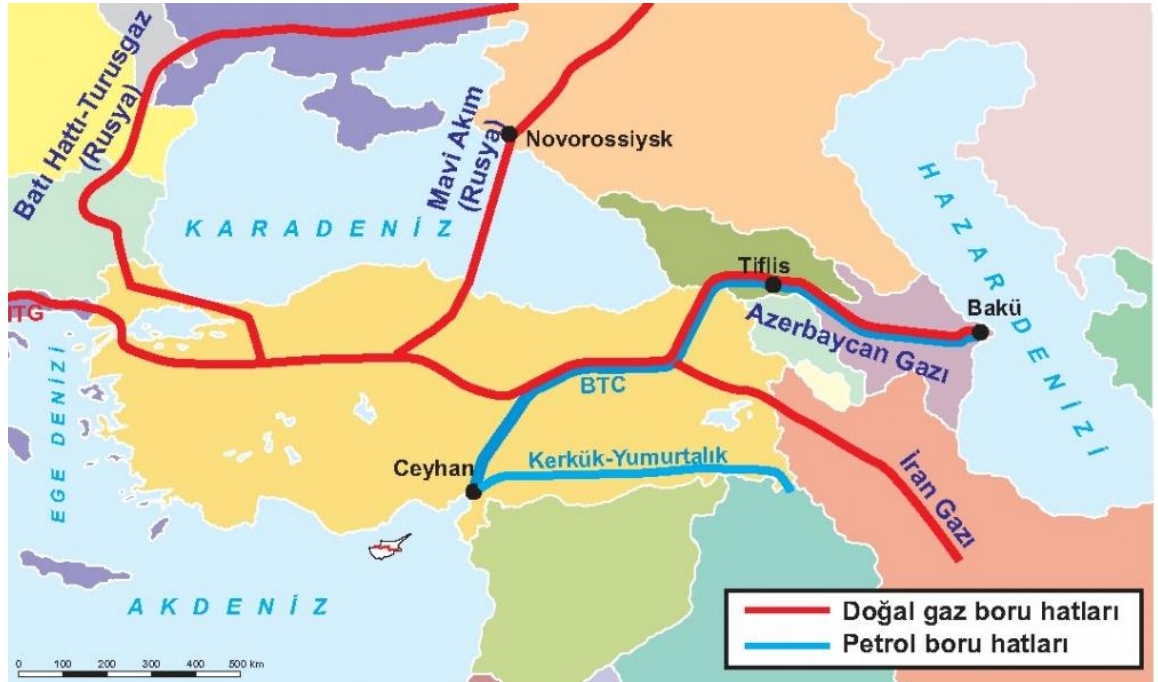 Batı Hattı-Turusgaz
(Rusya)
Mavi Akım
(Rusya)
Novorossiysk
KARADENİZ
HAZAR DENİZİ
Tiflis
Bakü
Azerbaycan Gazı
ITG
EGE DENİZİ
BTC
Ceyhan
Kerkük-Yumurtalık
İran Gazı
AKDENİZ
Doğal gaz boru hatları
Petrol boru hatları
0 100 200 300 400 500 km